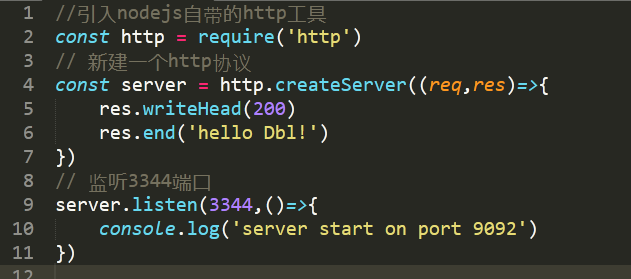 1 //引入nodejs自带的http工具
2 const http = require('http')
3 // 新建一个http协议
4 const server = http.createServer((req,res)=>{
5 res.writeHead(200)
6 res.end('hello Dbl!')
7 })
8 // 监听3344端口
9 server.listen(3344,()=>{
10 console.log('server start on port 9092')
11 })
12